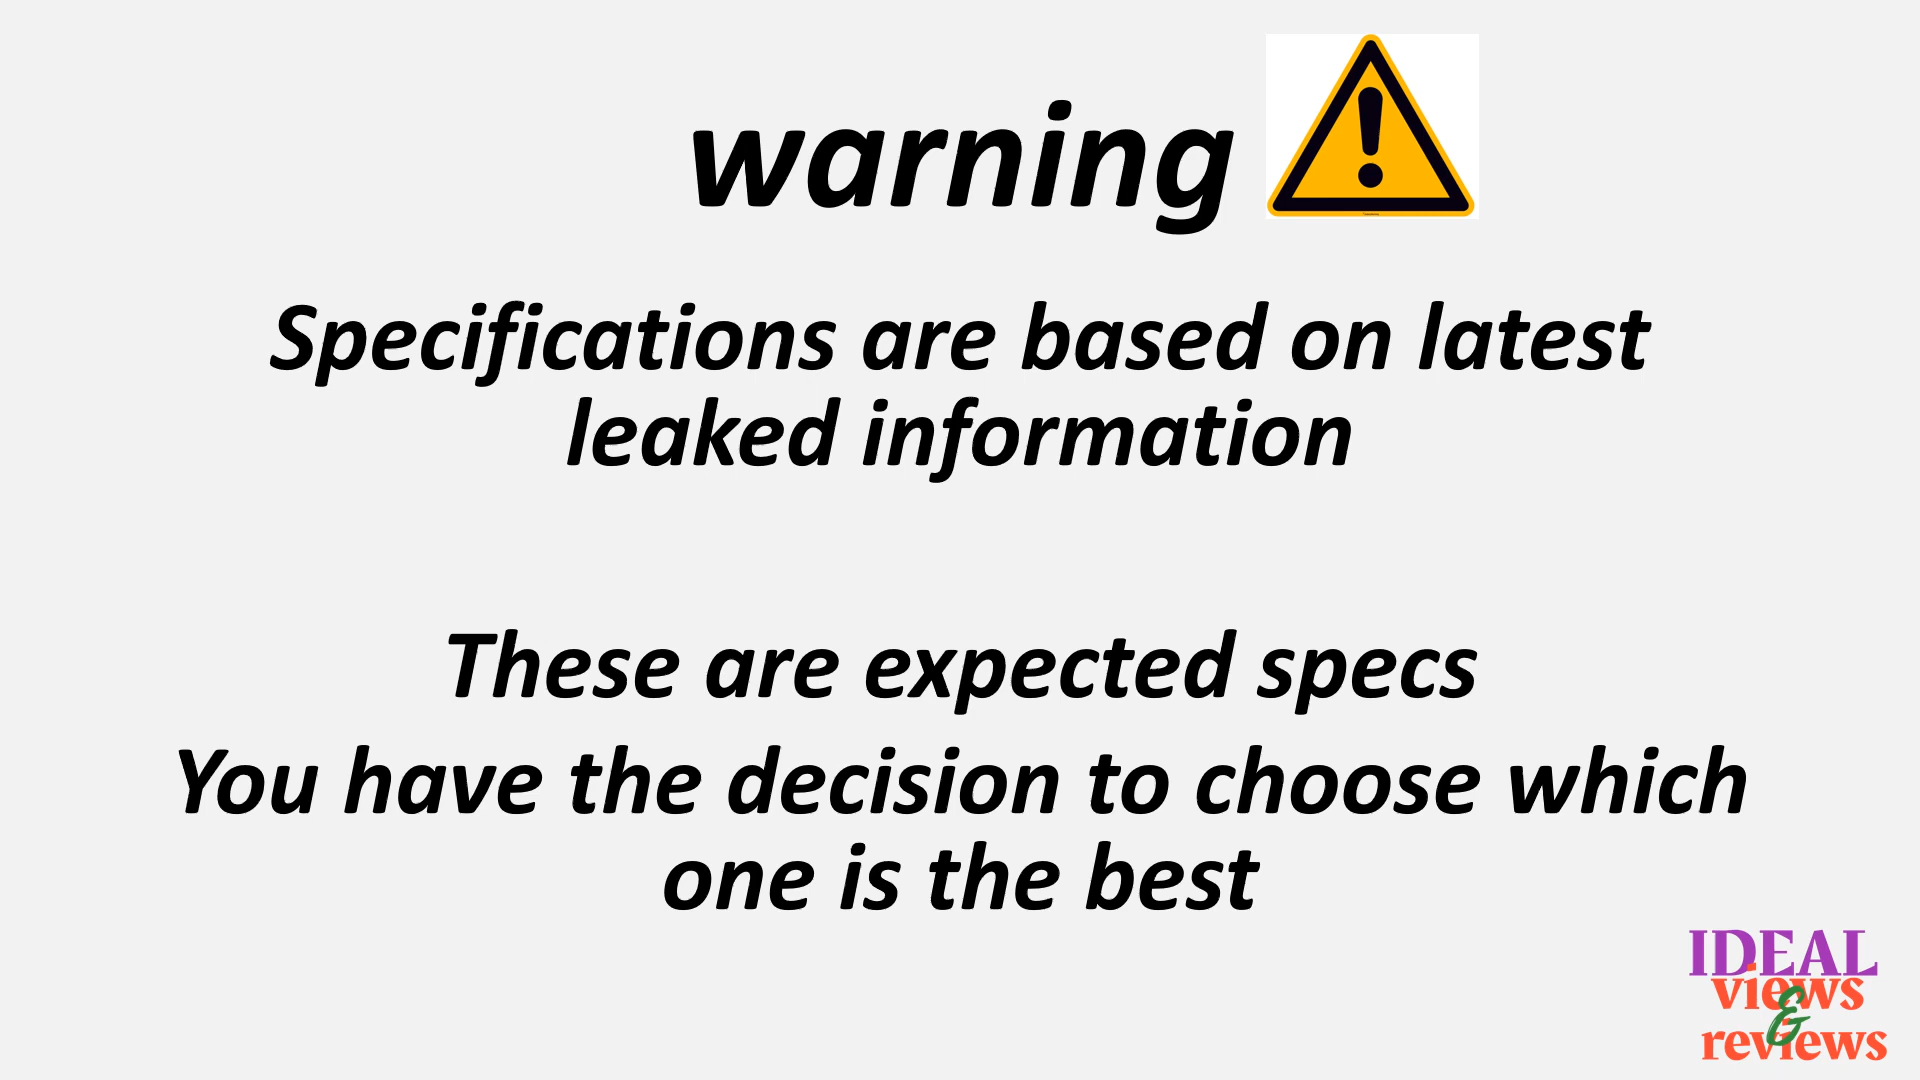 warning
Specifications are based on latest
leaked information
These are expected specs
You have the decision to choose which
one is the best
IDEAL
views
&
reviews